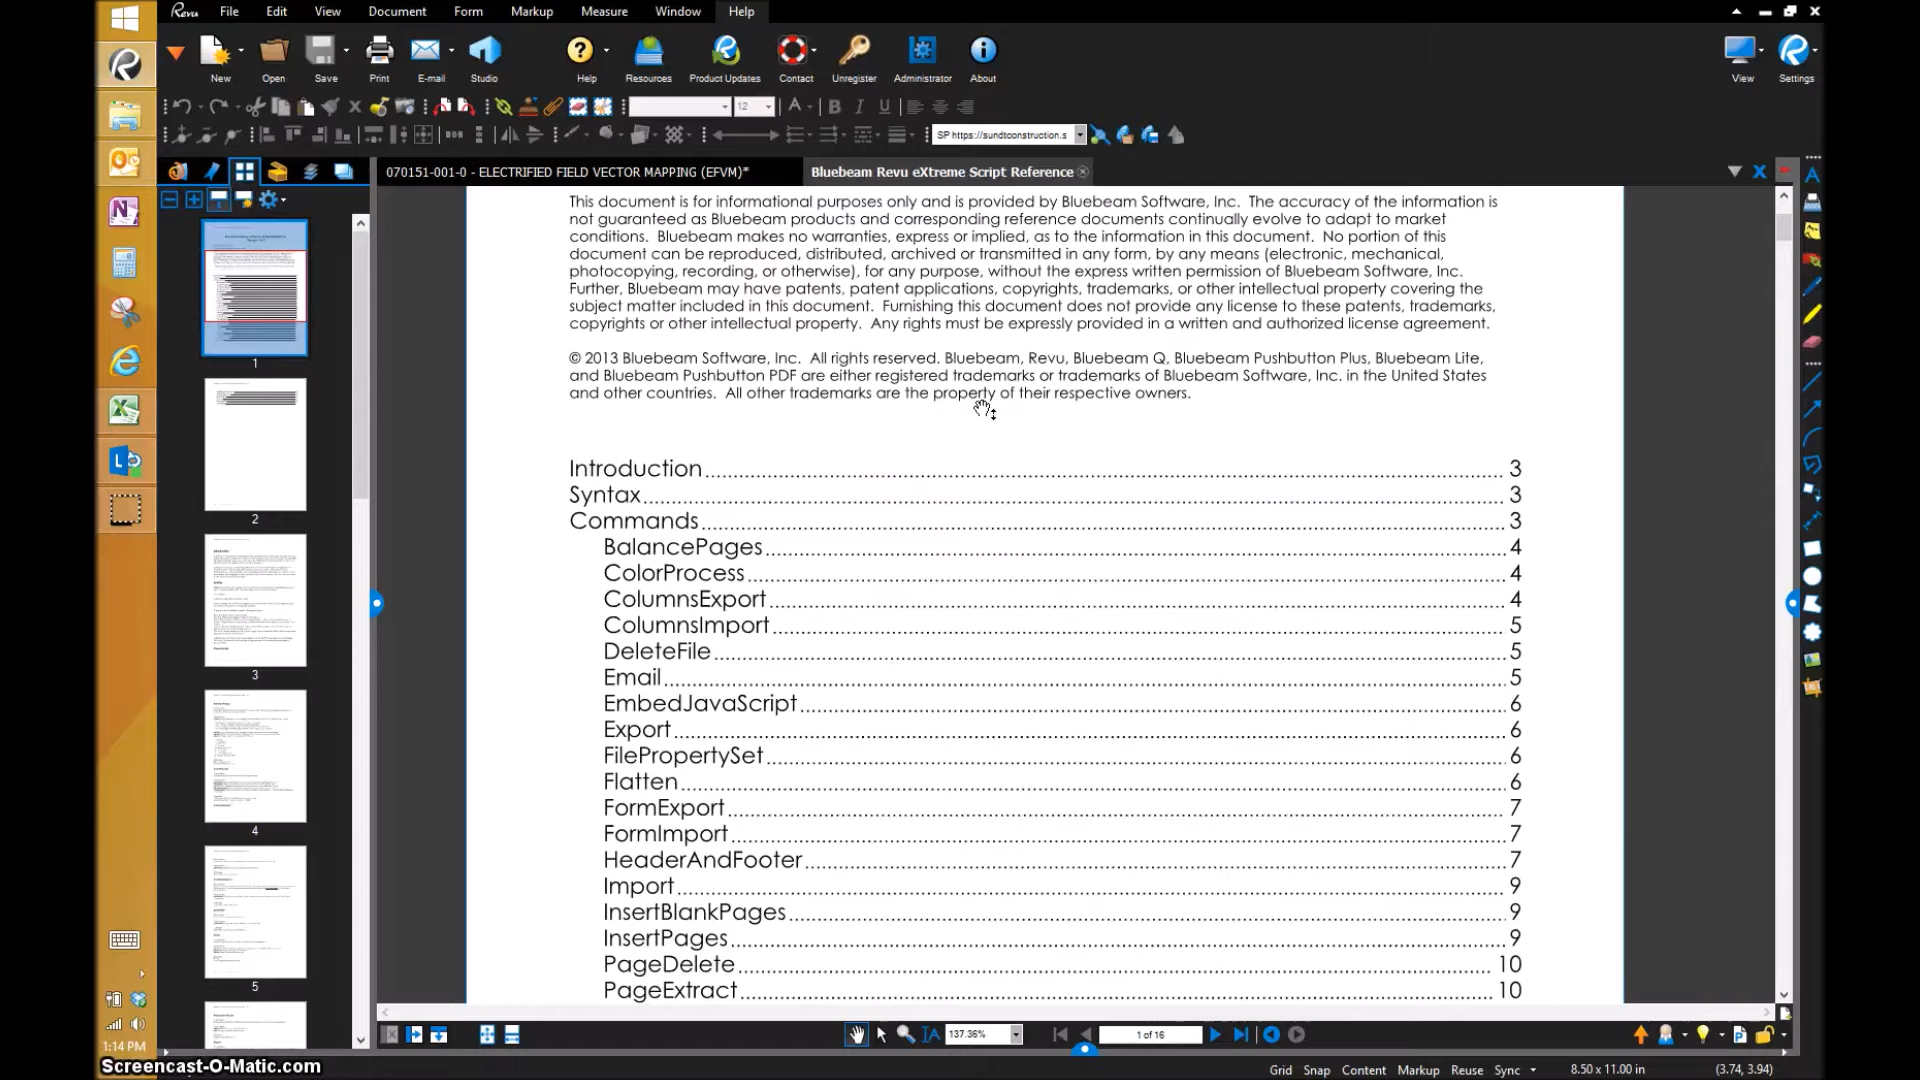 Revu File Edit View Document Form Markup Measure Window Help
New Open Save Print E-mail Studio Help Resources Product Updates Contact Unregister Administrator About View Settings
12 A B I U
SP https://sundtconstruction.s
070151-001-0 - ELECTRIFIED FIELD VECTOR MAPPING (EFVM)* Bluebeam Revu eXtreme Script Reference
This document is for informational purposes only and is provided by Bluebeam Software, Inc. The accuracy of the information is
not guaranteed as Bluebeam products and corresponding reference documents continually evolve to adapt to market
conditions. Bluebeam makes no warranties, express or implied, as to the information in this document. No portion of this
document can be reproduced, distributed, archived or transmitted in any form, by any means (electronic, mechanical,
photocopying, recording, or otherwise), for any purpose, without the express written permission of Bluebeam Software, Inc.
Further, Bluebeam may have patents, patent applications, copyrights, trademarks, or other intellectual property covering the
subject matter included in this document. Furnishing this document does not provide any license to these patents, trademarks,
copyrights or other intellectual property. Any rights must be expressly provided in a written and authorized license agreement.
© 2013 Bluebeam Software, Inc. All rights reserved. Bluebeam, Revu, Bluebeam Q, Bluebeam Pushbutton Plus, Bluebeam Lite,
and Bluebeam Pushbutton PDF are either registered trademarks or trademarks of Bluebeam Software, Inc. in the United States
and other countries. All other trademarks are the property of their respective owners.
Introduction 3
Syntax 3
Commands 3
BalancePages 4
ColorProcess 4
ColumnsExport 4
ColumnsImport 5
DeleteFile 5
Email 5
EmbedJavaScript 6
Export 6
FilePropertySet 6
Flatten 6
FormExport 7
FormImport 7
HeaderAndFooter 7
Import 9
InsertBlankPages 9
InsertPages 9
PageDelete 10
PageExtract 10
1
2
3
4
5
137.36% 1 of 16
1:14 PM
Screencast-O-Matic.com
Grid Snap Content Markup Reuse Sync 8.50 x 11.00 in (3.74, 3.94)